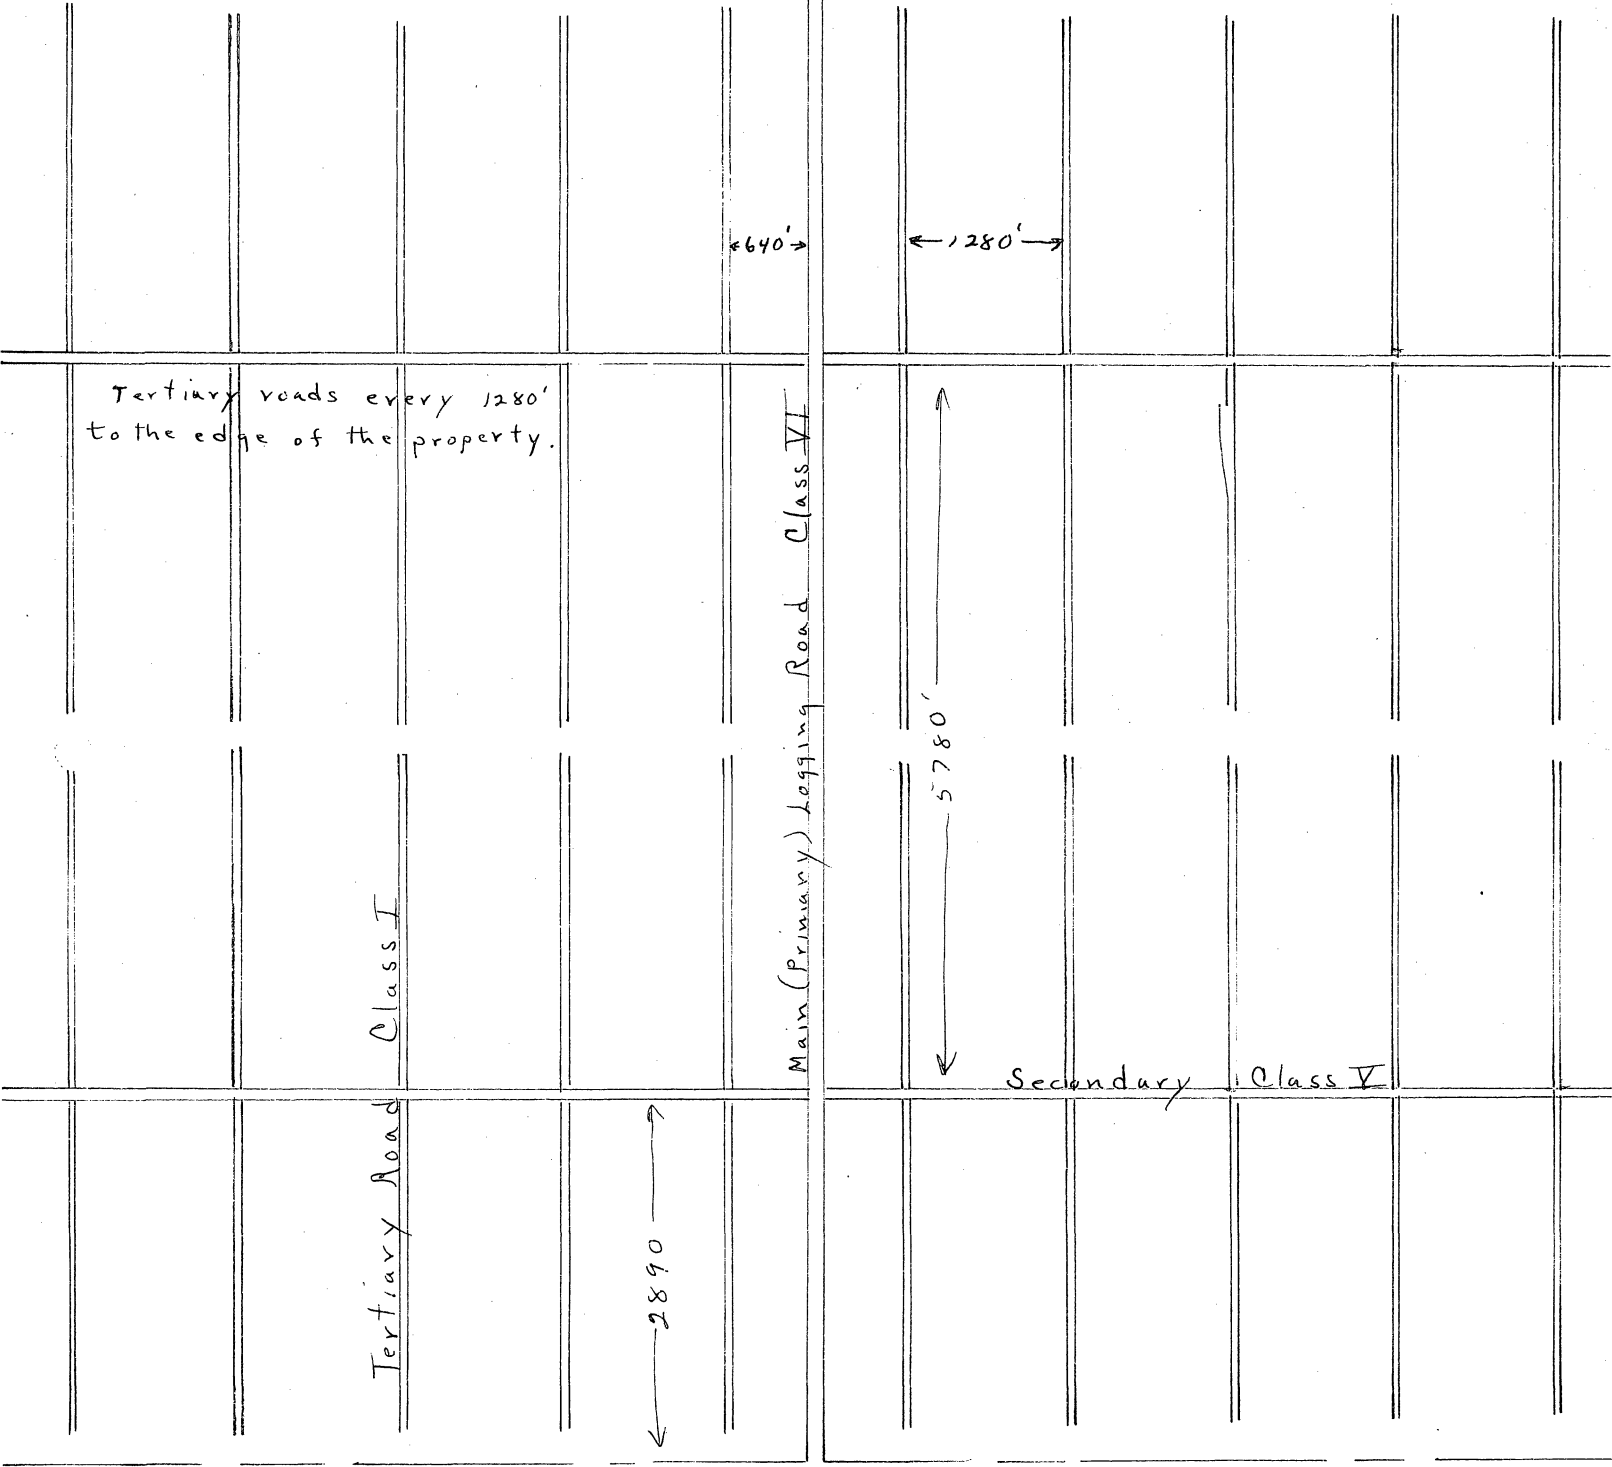 640'
1280'
Tertiary roads every 1280'
to the edge of the property.
Main (Primary) Logging Road Class VI
5780'
Tertiary Road Class I
Secondary Class V
2890